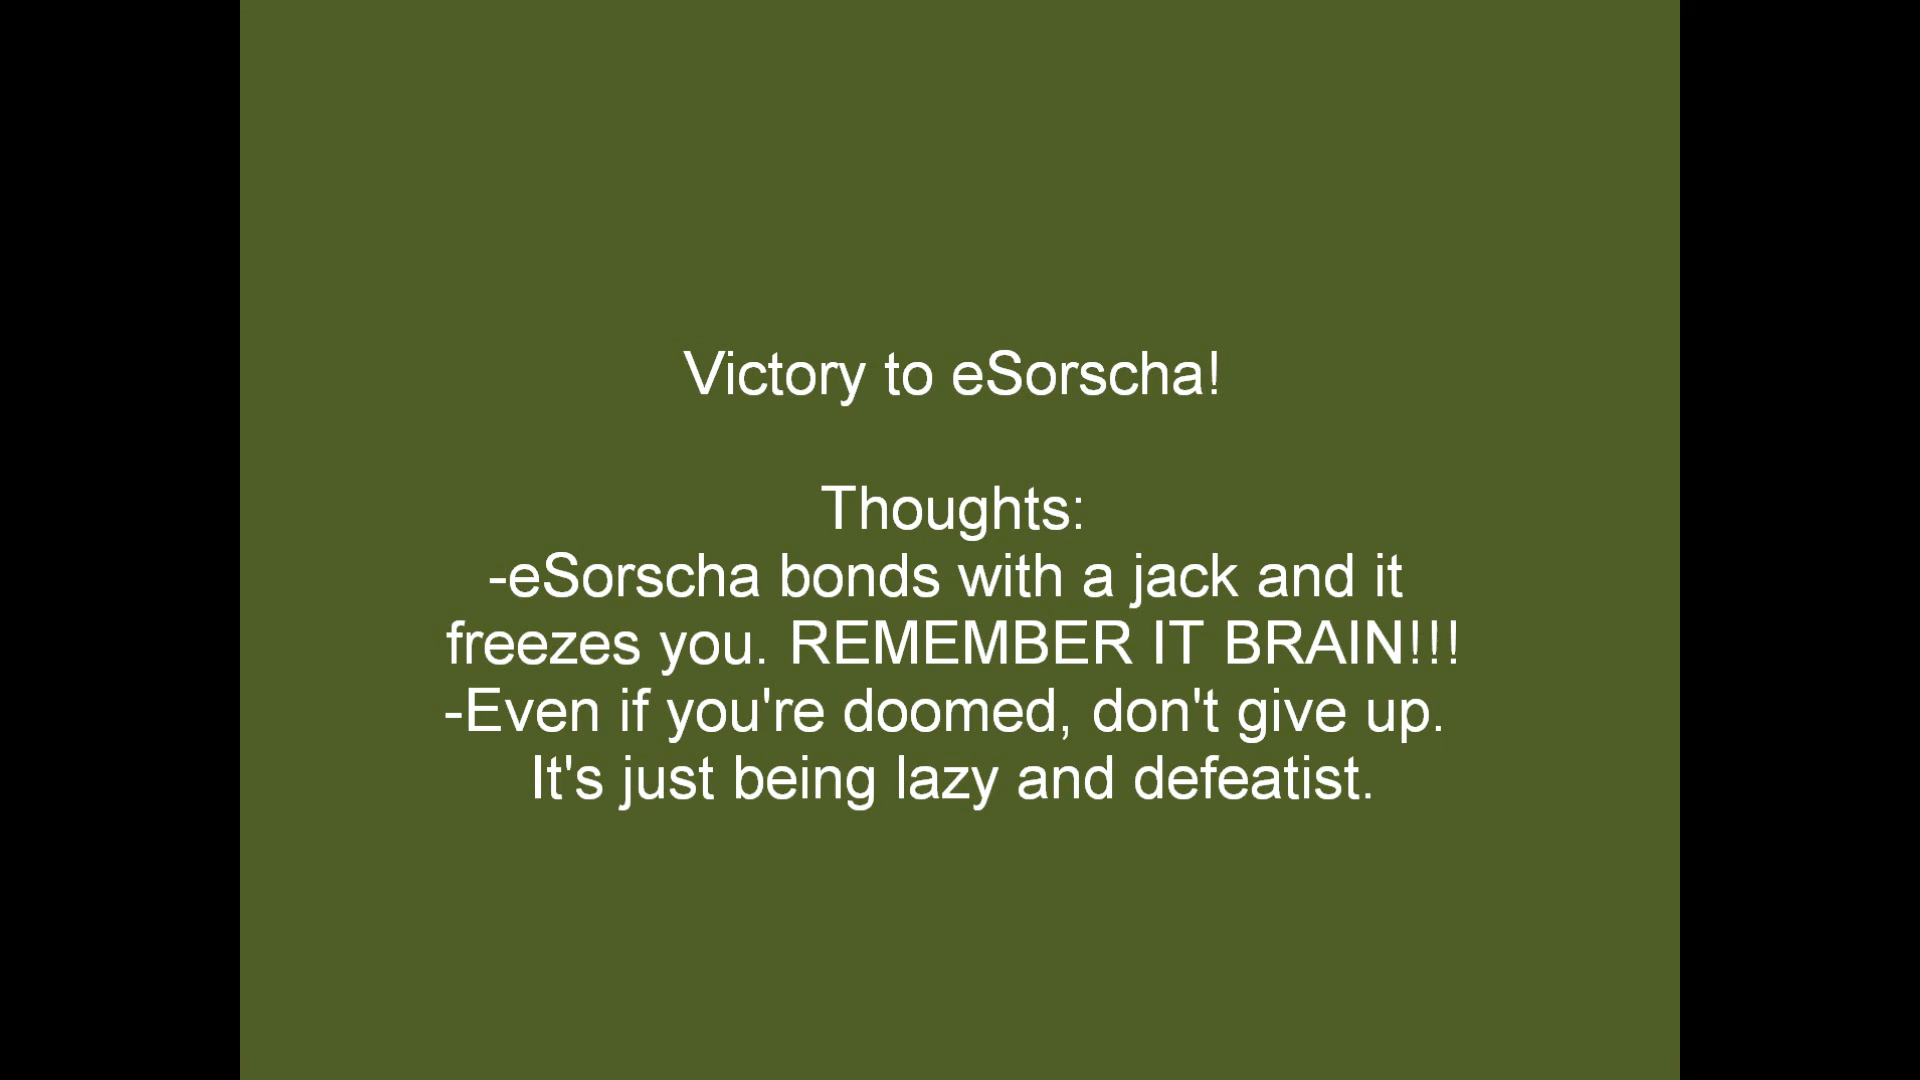 Victory to eSorscha!
Thoughts:
-eSorscha bonds with a jack and it
freezes you. REMEMBER IT BRAIN!!!
-Even if you're doomed, don't give up.
It's just being lazy and defeatist.